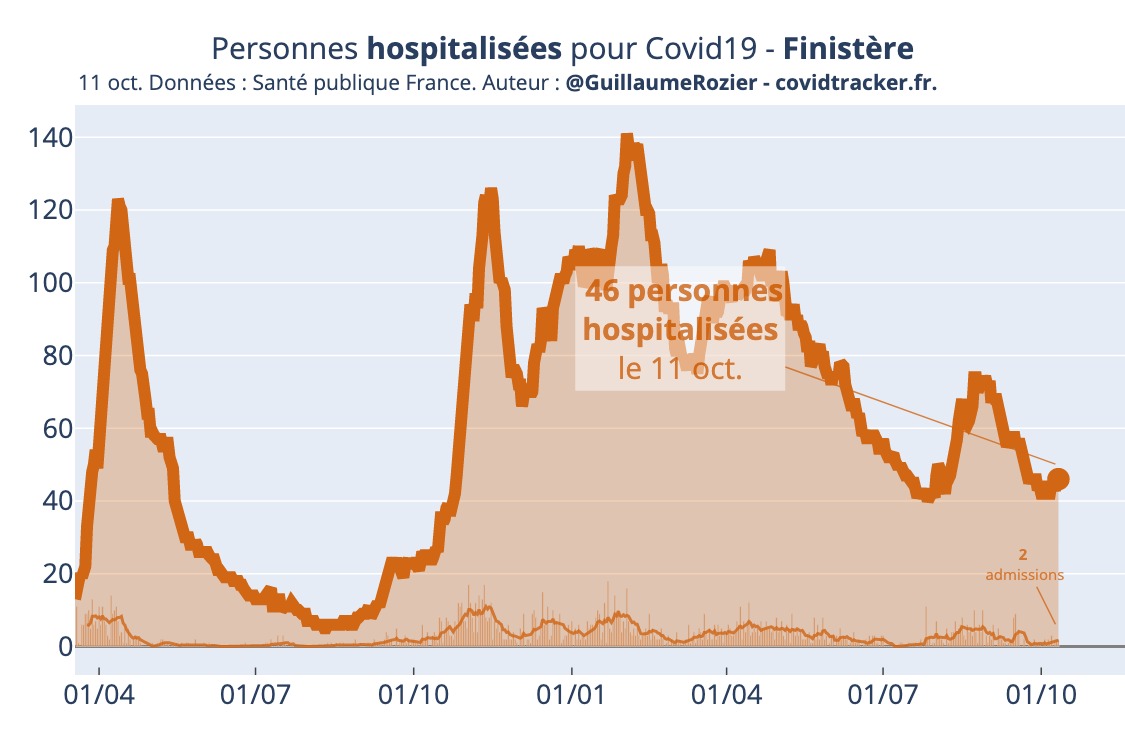 Personnes hospitalisées pour Covid19 - Finistère
11 oct. Données : Santé publique France. Auteur : @GuillaumeRozier - covidtracker.fr.
140
120
100
80
60
40
20
0
46 personnes
hospitalisées
le 11 oct.
2
admissions
01/04
01/07
01/10
01/01
01/04
01/07
01/10